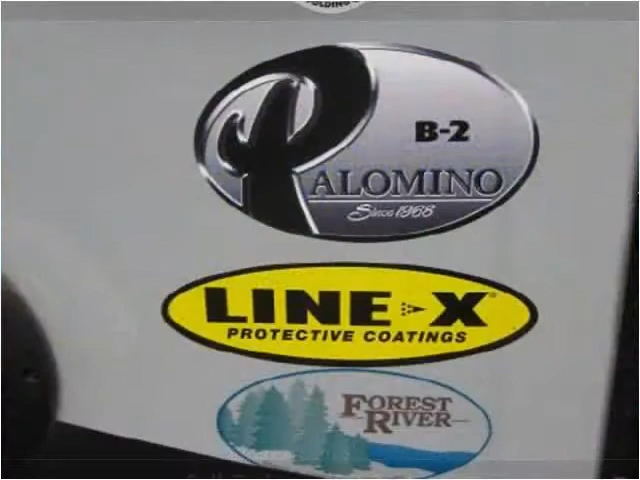 B-2
PALOMINO
Since 1968
LINE-X
PROTECTIVE COATINGS
FOREST
RIVER